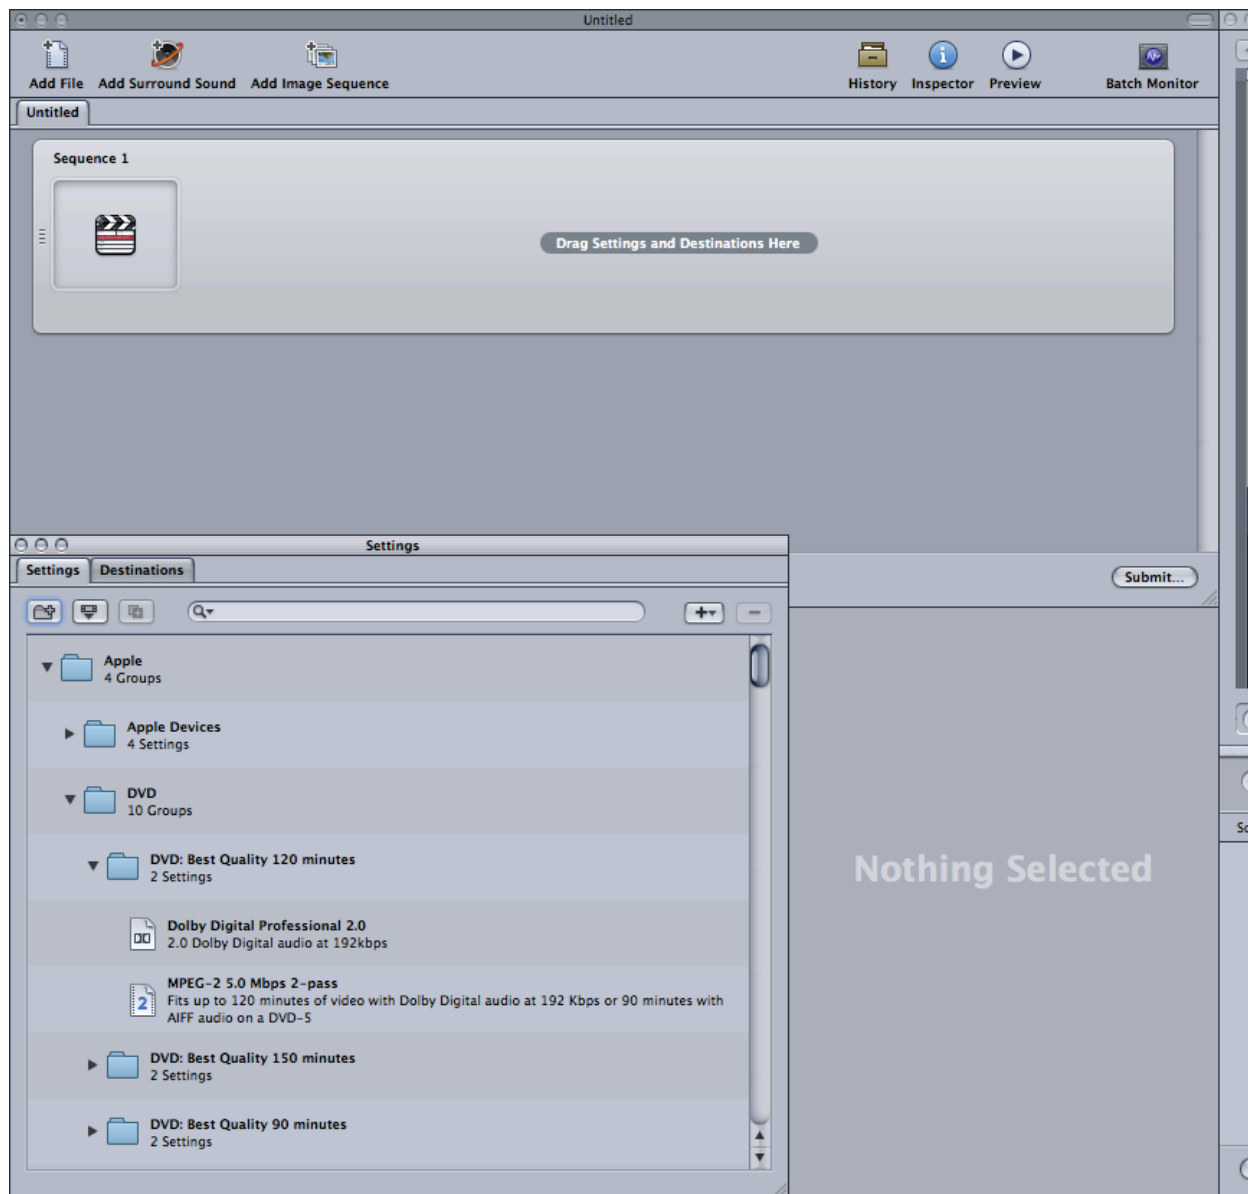 Untitled
Add File
Add Surround Sound
Add Image Sequence
History
Inspector
Preview
Batch Monitor
Untitled
Sequence 1
Drag Settings and Destinations Here
Settings
Settings
Destinations
Submit...
Apple
4 Groups
Apple Devices
4 Settings
DVD
10 Groups
DVD: Best Quality 120 minutes
2 Settings
Nothing Selected
Dolby Digital Professional 2.0
2.0 Dolby Digital audio at 192kbps
MPEG-2 5.0 Mbps 2-pass
Fits up to 120 minutes of video with Dolby Digital audio at 192 Kbps or 90 minutes with
AIFF audio on a DVD-5
DVD: Best Quality 150 minutes
2 Settings
DVD: Best Quality 90 minutes
2 Settings